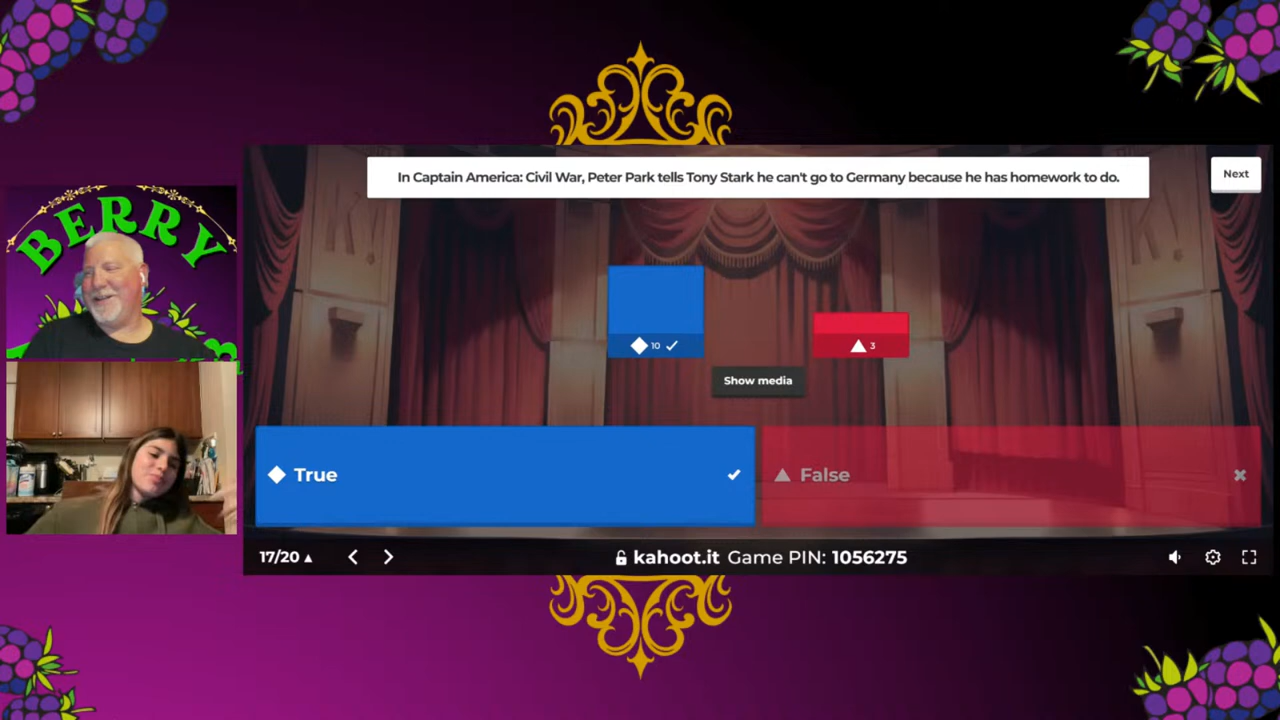 In Captain America: Civil War, Peter Park tells Tony Stark he can't go to Germany because he has homework to do.
Next
BERRY
10
3
Show media
True
False
17/20
kahoot.it Game PIN: 1056275